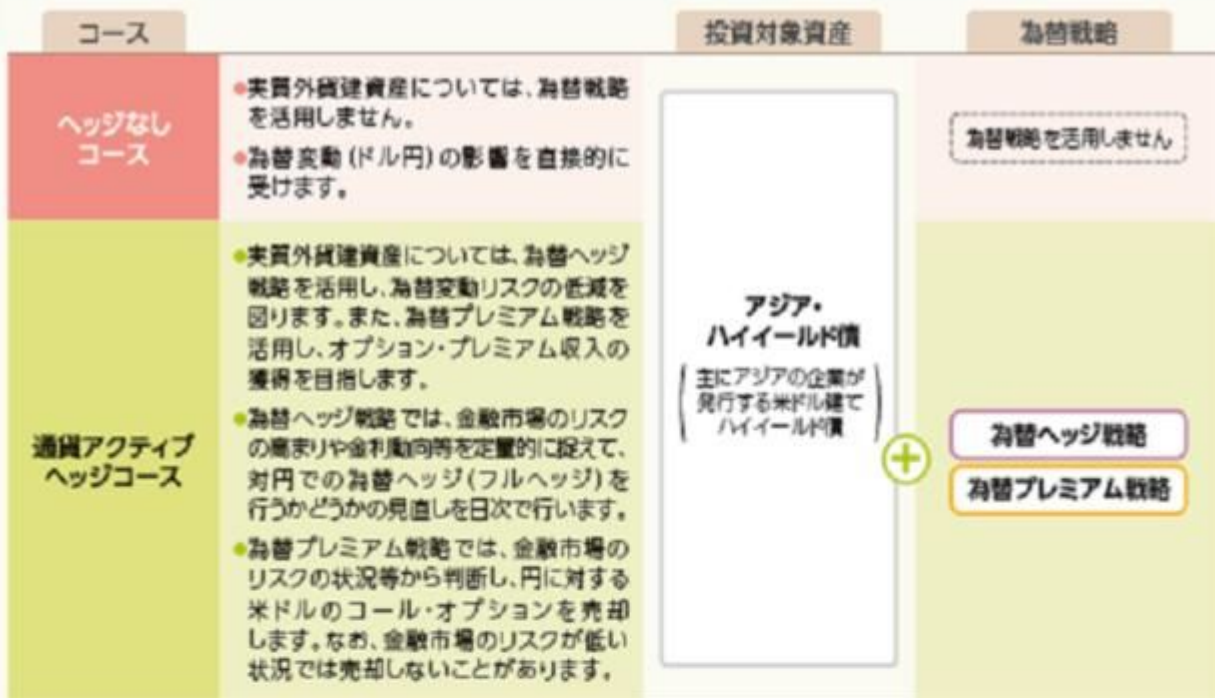 コース
投資対象資産
為替戦略
ヘッジなし
コース
●実質外貨建資産については、為替戦略
を活用しません。
●為替変動(ドル円)の影響を直接的に
受けます。
為替戦略を活用しません
通貨アクティブ
ヘッジコース
●実質外貨建資産については、為替ヘッジ
戦略を活用し、為替変動リスクの低減を
図ります。また、為替プレミアム戦略を
活用し、オプション・プレミアム収入の
獲得を目指します。
●為替ヘッジ戦略では、金融市場のリスク
の高まりや金利動向等を定量的に捉えて、
対円での為替ヘッジ(フルヘッジ)を
行うかどうかの見直しを日次で行います。
●為替プレミアム戦略では、金融市場の
リスクの状況等から判断し、円に対する
米ドルのコール・オプションを売却
します。なお、金融市場のリスクが低い
状況では売却しないことがあります。
アジア・
ハイイールド債
(主にアジアの企業が
発行する米ドル建て
ハイイールド債)
+
為替ヘッジ戦略
為替プレミアム戦略